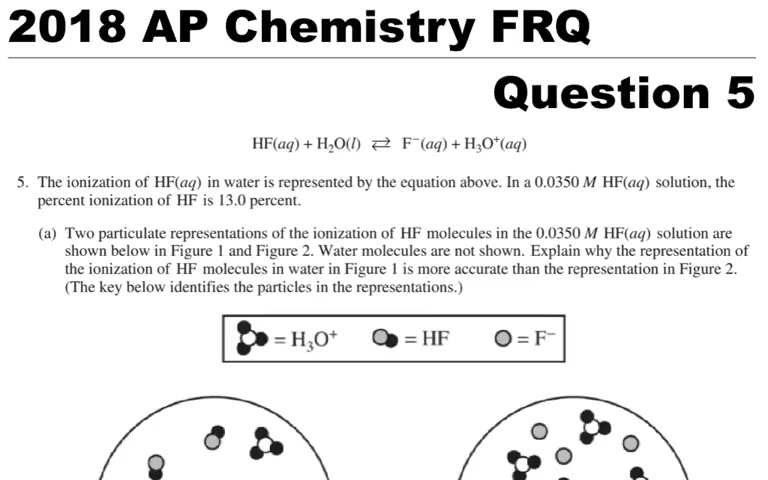 2018 AP Chemistry FRQ
Question 5
HF(aq) + H₂O(l) ⇄ F⁻(aq) + H₃O⁺(aq)
5. The ionization of HF(aq) in water is represented by the equation above. In a 0.0350 M HF(aq) solution, the
percent ionization of HF is 13.0 percent.
(a) Two particulate representations of the ionization of HF molecules in the 0.0350 M HF(aq) solution are
shown below in Figure 1 and Figure 2. Water molecules are not shown. Explain why the representation of
the ionization of HF molecules in water in Figure 1 is more accurate than the representation in Figure 2.
(The key below identifies the particles in the representations.)
= H₃O⁺ = HF = F⁻